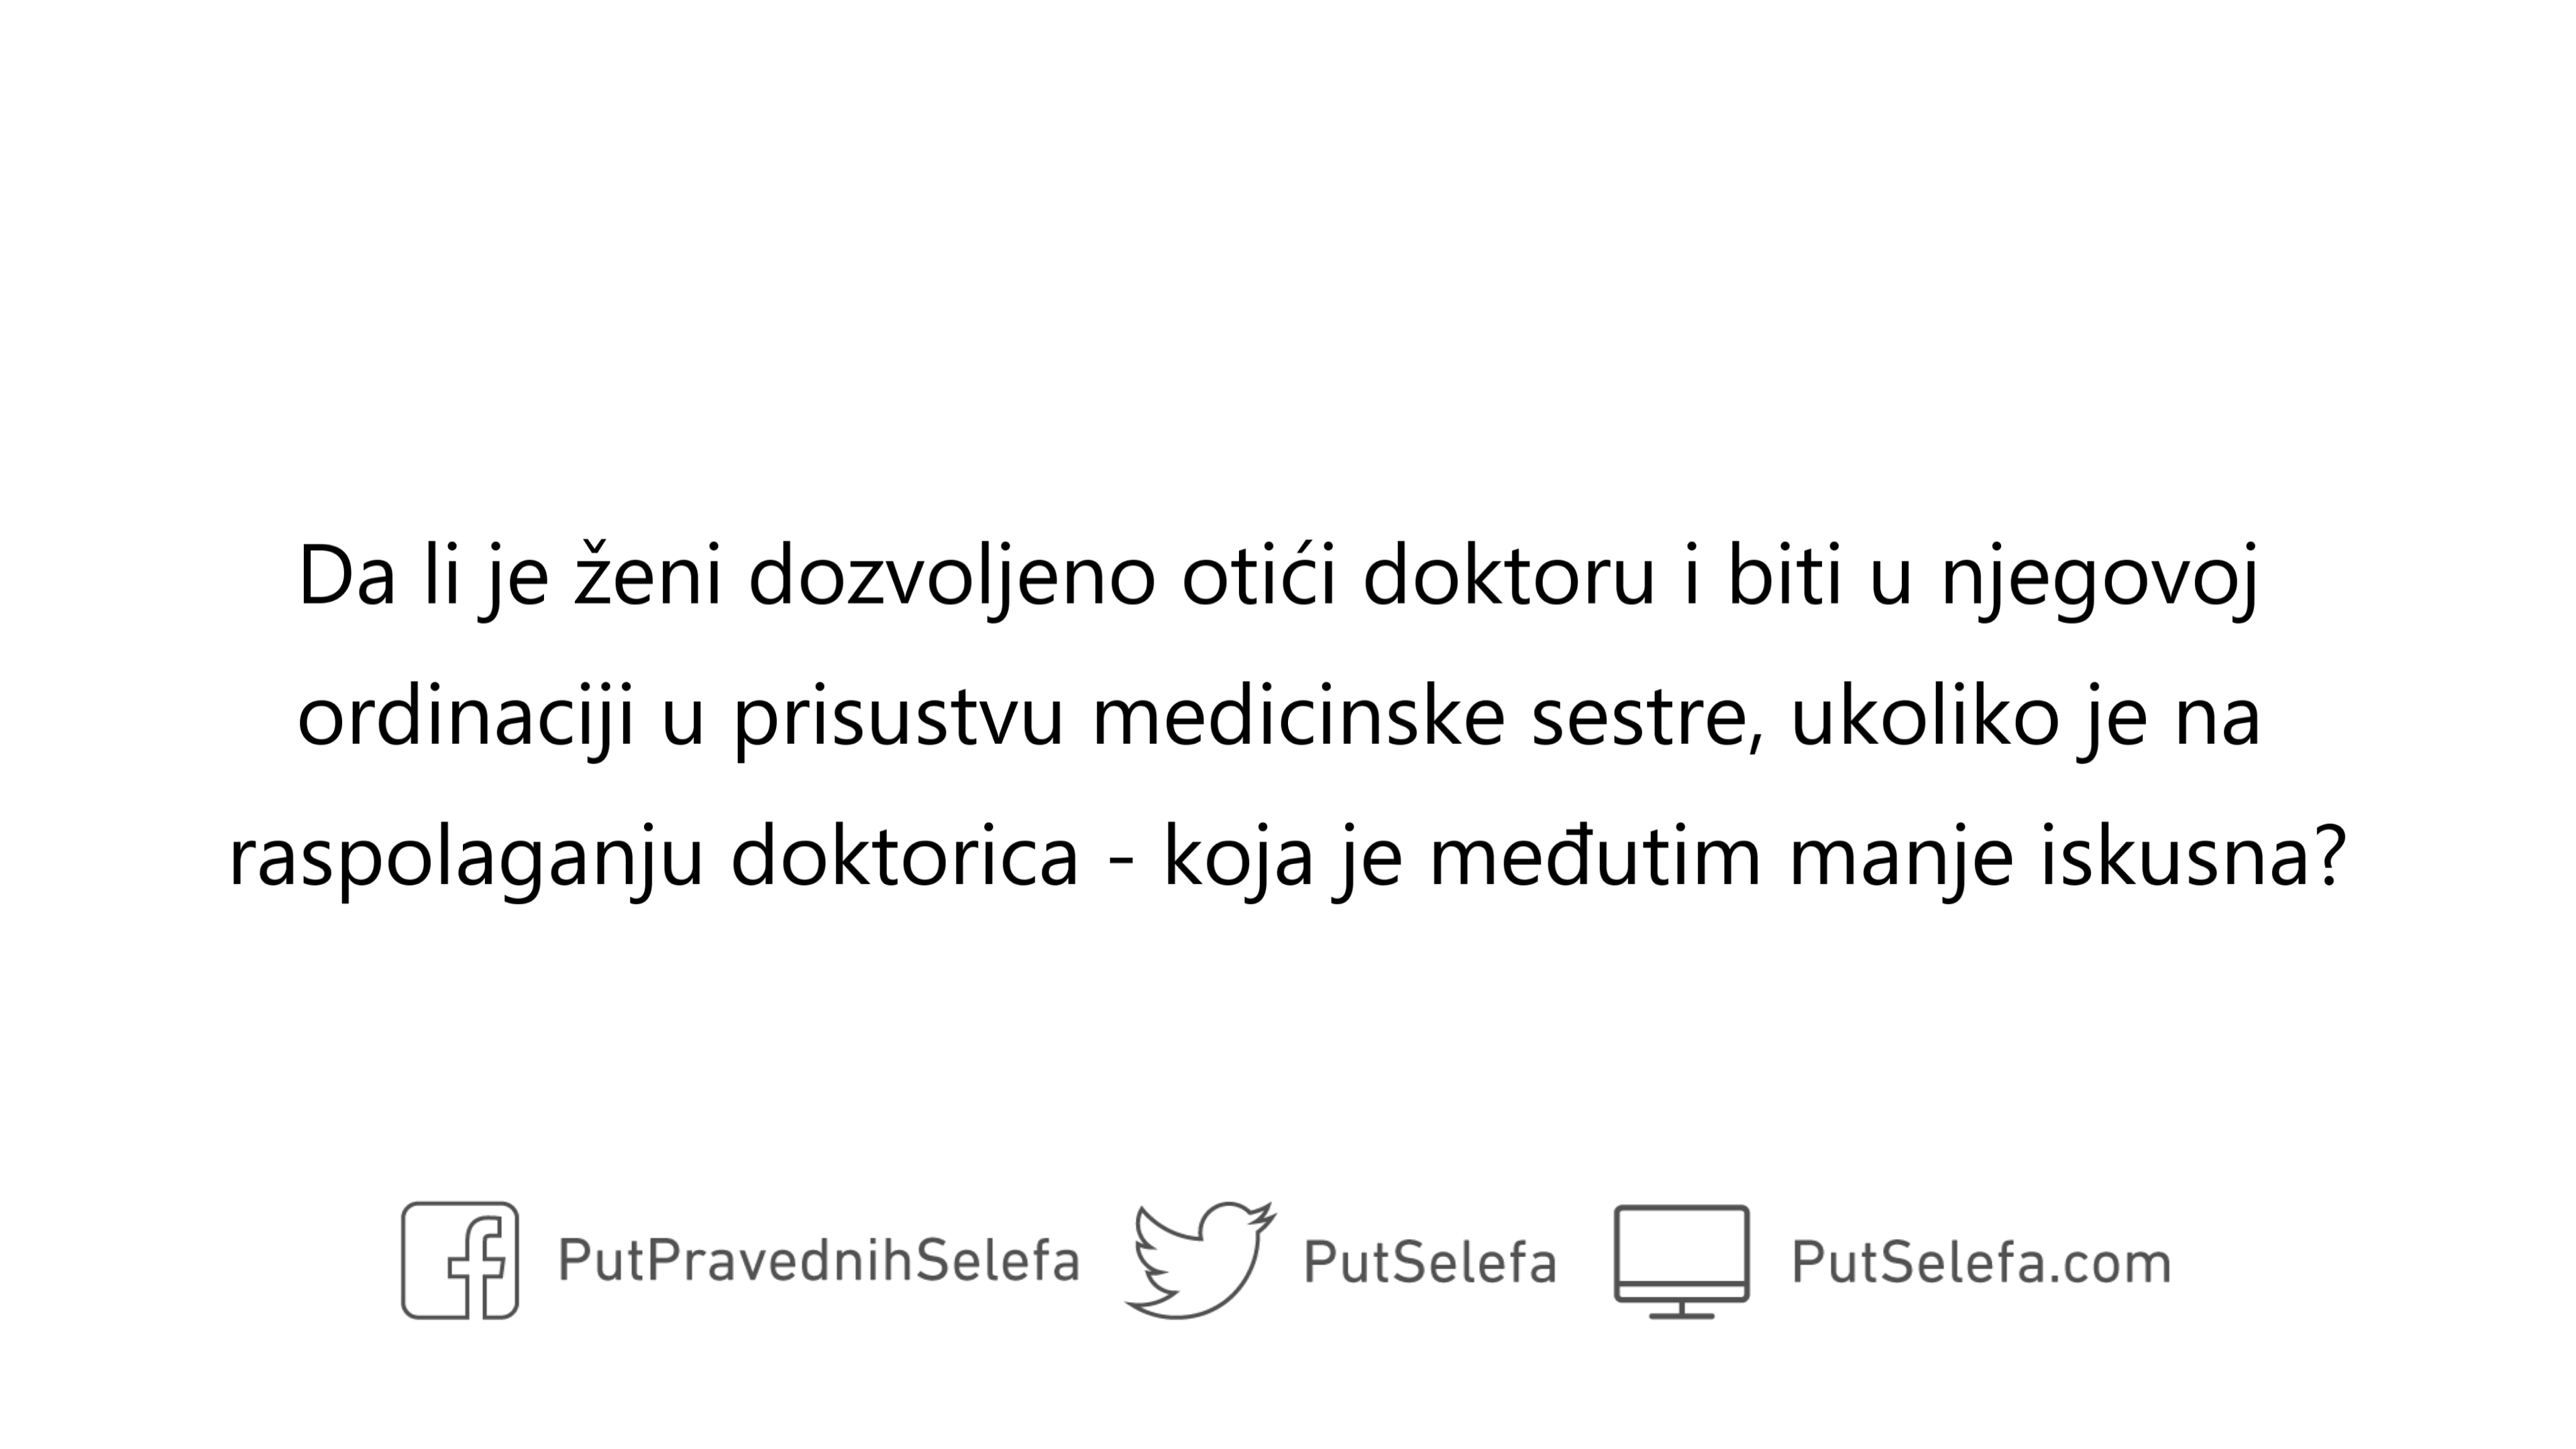 Da li je ženi dozvoljeno otići doktoru i biti u njegovoj
ordinaciji u prisustvu medicinske sestre, ukoliko je na
raspolaganju doktorica - koja je međutim manje iskusna?
PutPravednihSelefa PutSelefa PutSelefa.com